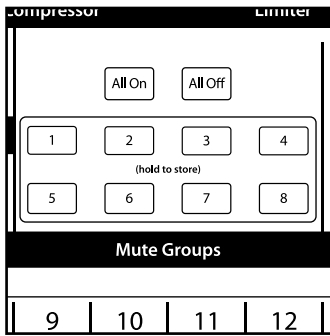 Compressor Limiter
All On All Off
1 2 3 4
(hold to store)
5 6 7 8
Mute Groups
9 10 11 12